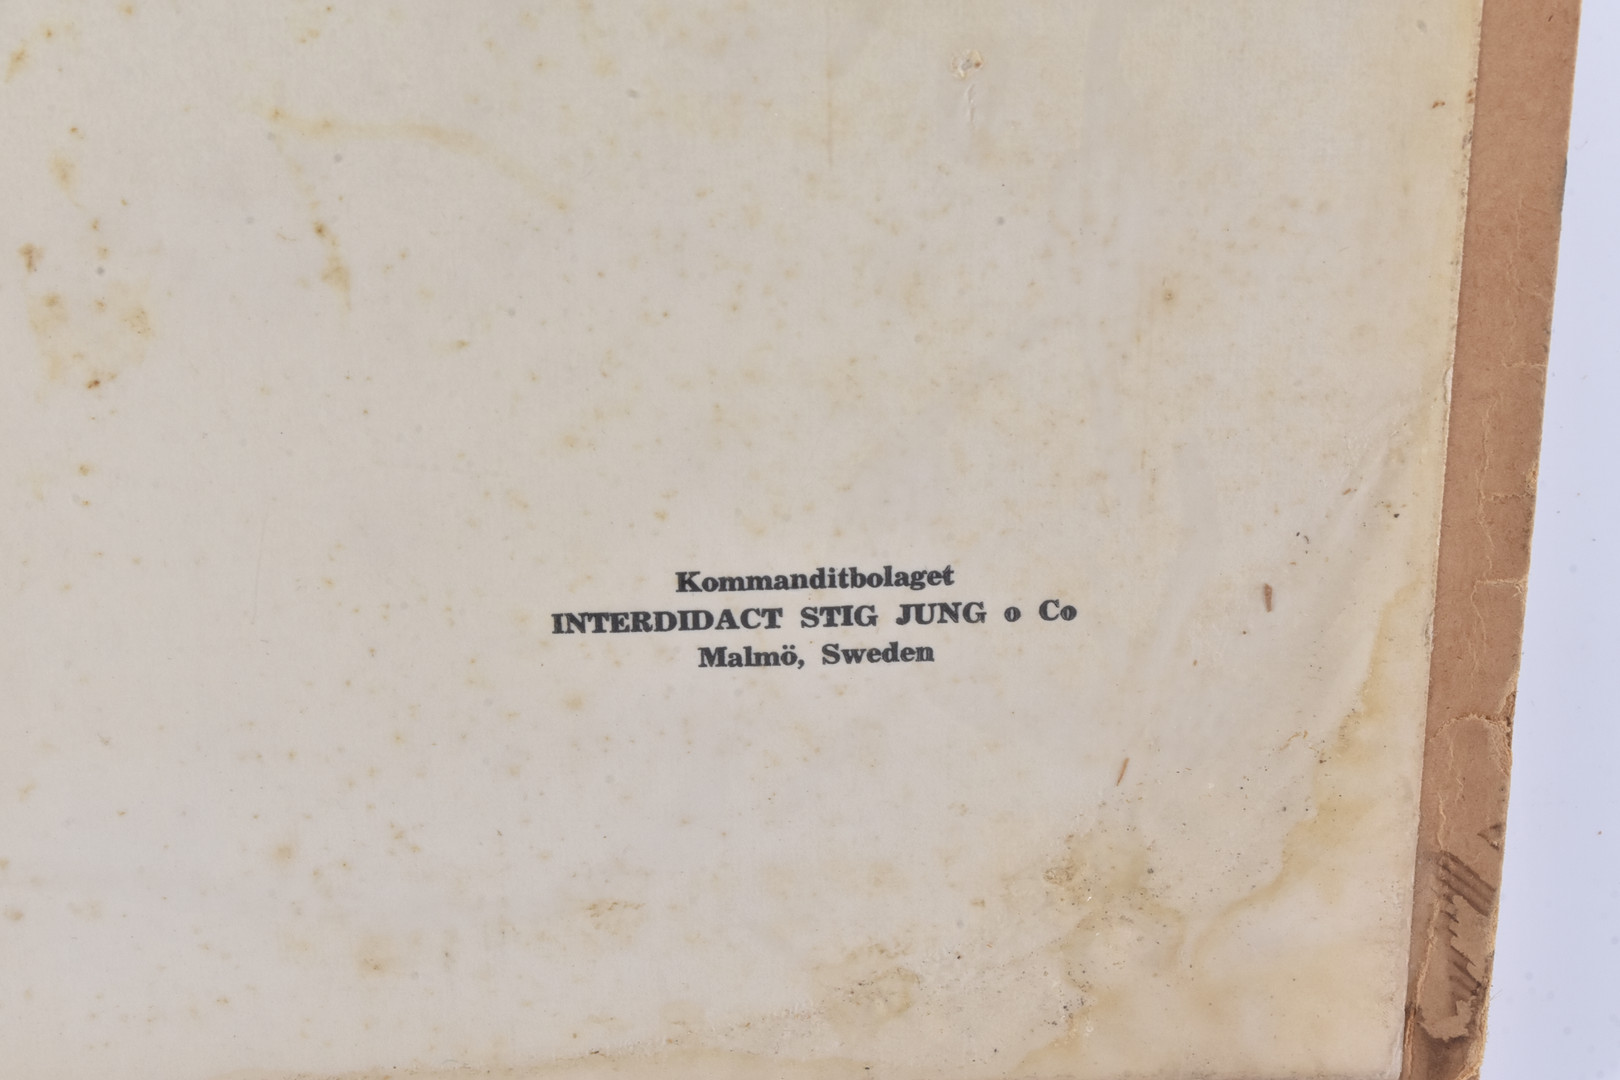 Kommanditbolaget
INTERDIDACT STIG JUNG o Co
Malmö, Sweden